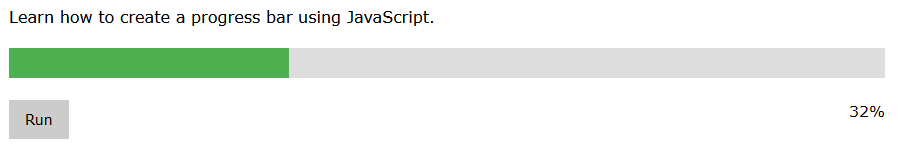 Learn how to create a progress bar using JavaScript.
Run
32%